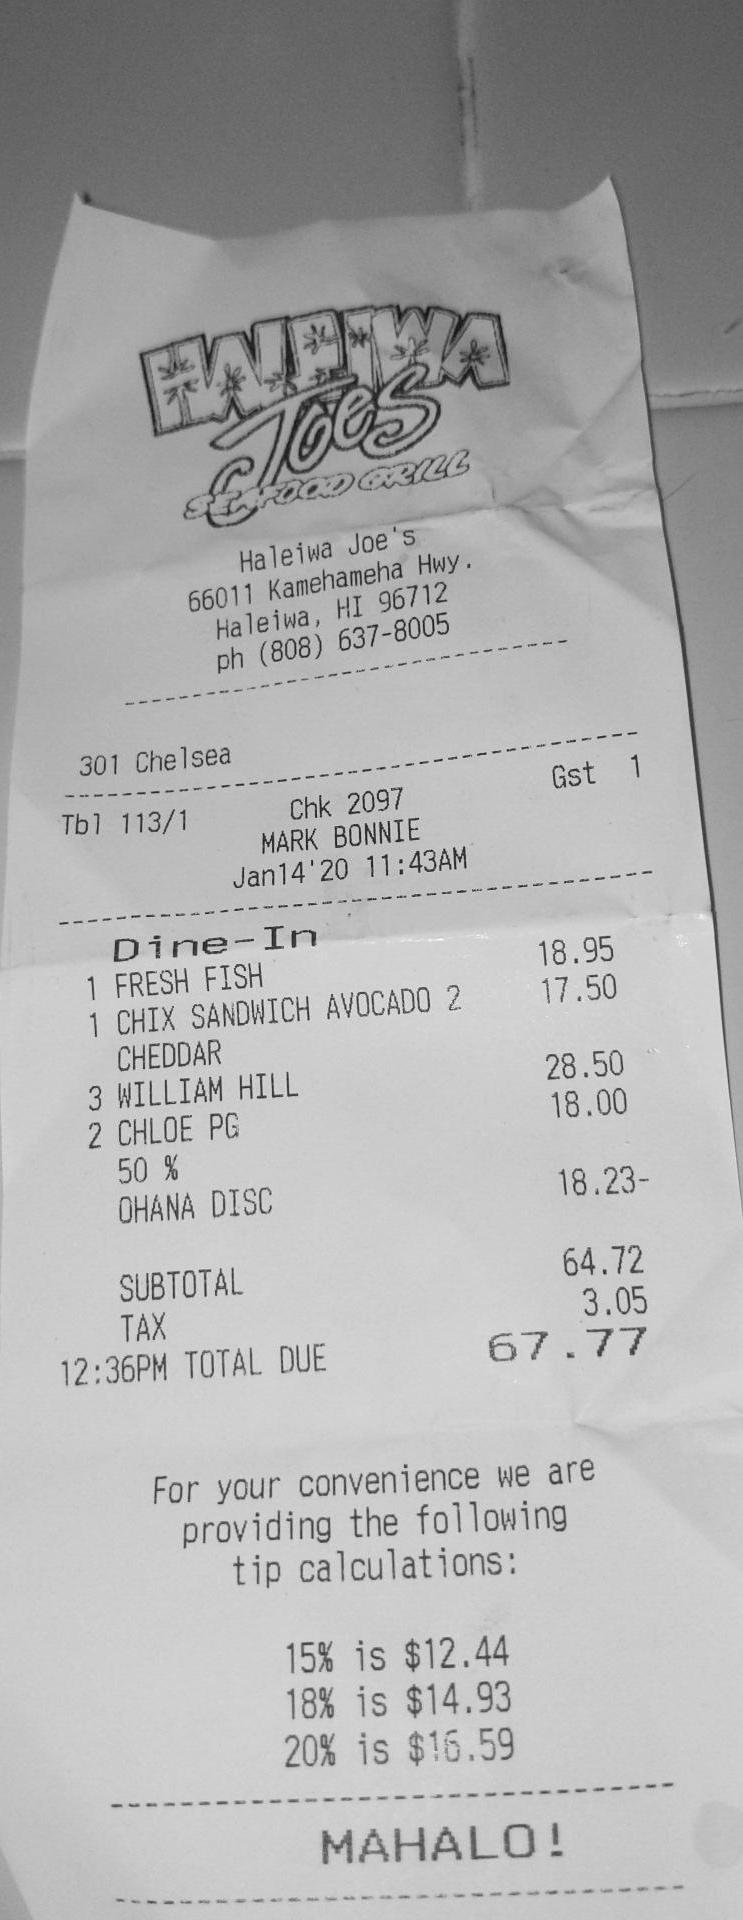 HALEIWA
Joe's
SEAFOOD GRILL
Haleiwa Joe's
66011 Kamehameha Hwy.
Haleiwa, HI 96712
ph (808) 637-8005
301 Chelsea
Tbl 113/1 Chk 2097 Gst 1
MARK BONNIE
Jan14'20 11:43AM
Dine-In
1 FRESH FISH 18.95
1 CHIX SANDWICH AVOCADO 2 17.50
CHEDDAR
3 WILLIAM HILL 28.50
2 CHLOE PG 18.00
50 %
OHANA DISC 18.23-
SUBTOTAL 64.72
TAX 3.05
12:36PM TOTAL DUE 67.77
For your convenience we are
providing the following
tip calculations:
15% is $12.44
18% is $14.93
20% is $16.59
MAHALO!